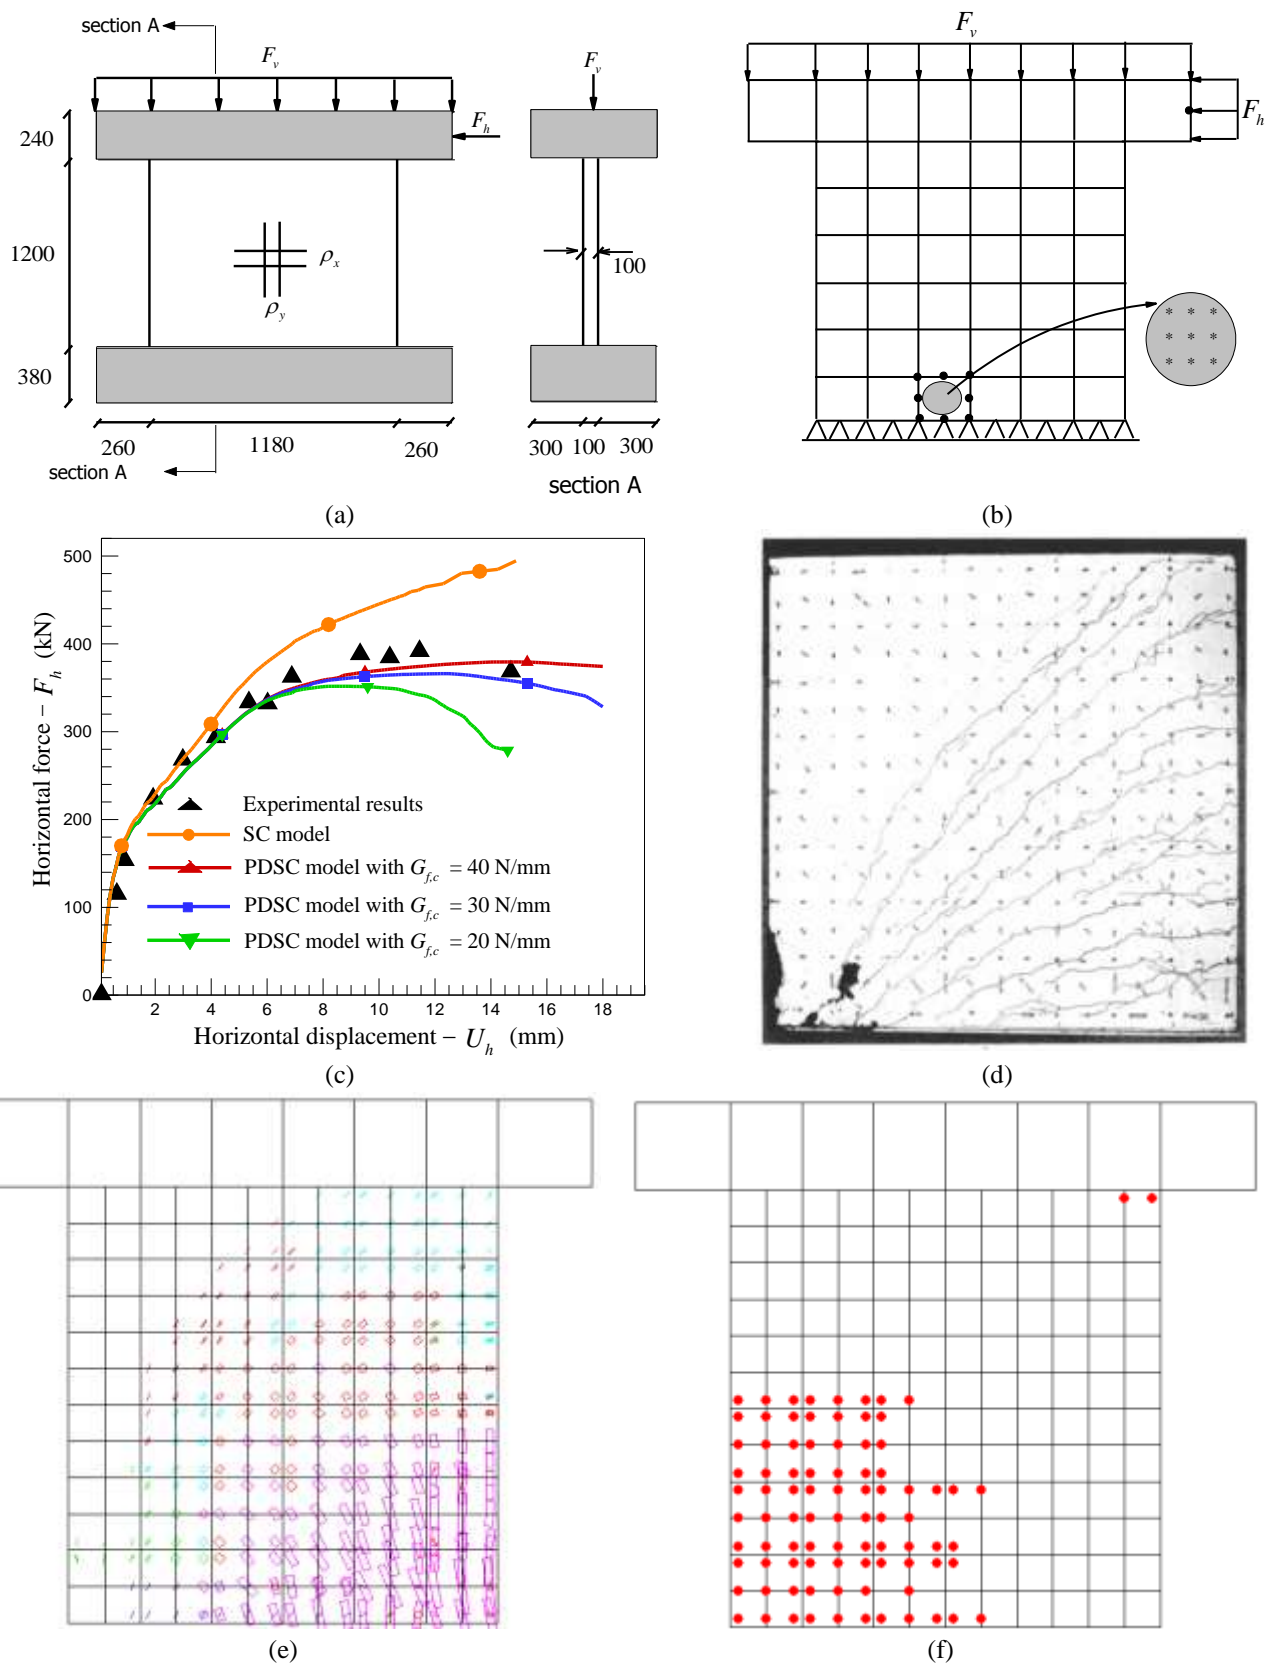 section A
F_v
F_h
240
1200
380
ρ_x
ρ_y
260
1180
260
section A
F_v
100
300
100
300
section A
(a)
F_v
F_h
* * *
* * *
* * *
(b)
500
400
300
200
100
0
2
4
6
8
10
12
14
16
18
Horizontal force – F_h (kN)
Experimental results
SC model
PDSC model with G_{f,c} = 40 N/mm
PDSC model with G_{f,c} = 30 N/mm
PDSC model with G_{f,c} = 20 N/mm
Horizontal displacement – U_h (mm)
(c)
(d)
(e)
(f)